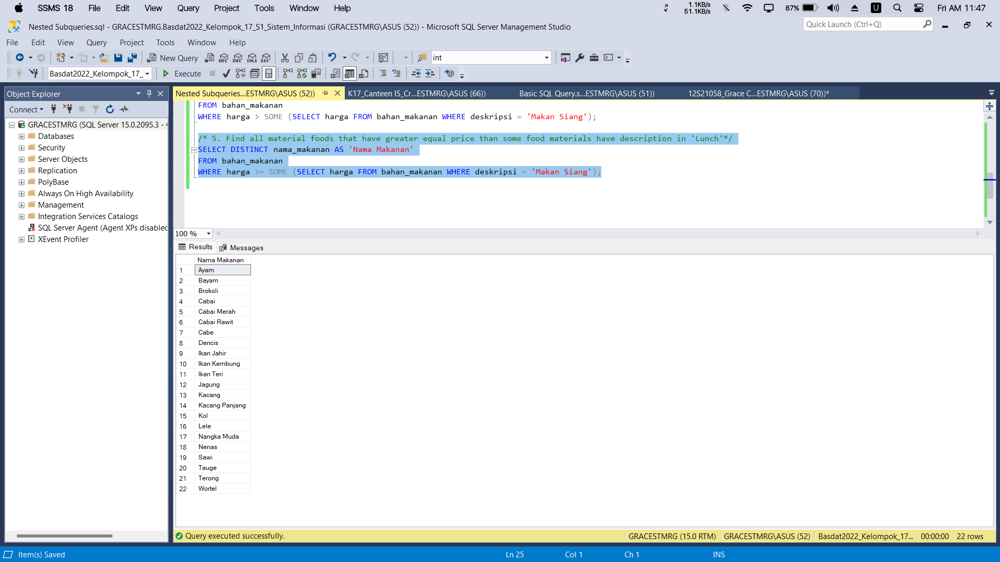 SSMS 18 File Edit View Query Project Tools Window Help 1.1KB/s 51.1KB/s 87% U Fri AM 11:47
Nested Subqueries.sql - GRACESTMRG.Basdat2022_Kelompok_17_S1_Sistem_Informasi (GRACESTMRG\ASUS (52)) - Microsoft SQL Server Management Studio
Quick Launch (Ctrl+Q)
File Edit View Query Project Tools Window Help
New Query MDX DMX XMLA DAX int
Basdat2022_Kelompok_17_ Execute
Object Explorer
Nested Subqueries...ESTMRG\ASUS (52)) K17_Canteen IS_Cr...ESTMRG\ASUS (66)) Basic SQL Query.s...ESTMRG\ASUS (51)) 12S21058_Grace C...ESTMRG\ASUS (70))*
Connect
GRACESTMRG (SQL Server 15.0.2095.3 -
Databases
Security
Server Objects
Replication
PolyBase
Always On High Availability
Management
Integration Services Catalogs
SQL Server Agent (Agent XPs disabled
XEvent Profiler
FROM bahan_makanan
WHERE harga > SOME (SELECT harga FROM bahan_makanan WHERE deskripsi = 'Makan Siang');
/* 5. Find all material foods that have greater equal price than some food materials have description in 'Lunch'*/
SELECT DISTINCT nama_makanan AS 'Nama Makanan'
FROM bahan_makanan
WHERE harga >= SOME (SELECT harga FROM bahan_makanan WHERE deskripsi = 'Makan Siang');
100 %
Results Messages
Nama Makanan
1 Ayam
2 Bayam
3 Brokoli
4 Cabai
5 Cabai Merah
6 Cabai Rawit
7 Cabe
8 Dencis
9 Ikan Jahir
10 Ikan Kembung
11 Ikan Teri
12 Jagung
13 Kacang
14 Kacang Panjang
15 Kol
16 Lele
17 Nangka Muda
18 Nenas
19 Sawi
20 Tauge
21 Terong
22 Wortel
Query executed successfully. GRACESTMRG (15.0 RTM) GRACESTMRG\ASUS (52) Basdat2022_Kelompok_17... 00:00:00 22 rows
Item(s) Saved Ln 25 Col 1 Ch 1 INS